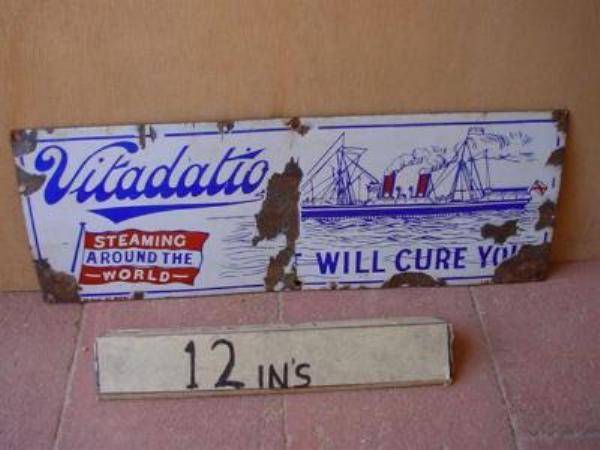 Vitadatio
STEAMING
AROUND THE
WORLD
WILL CURE YOU
12 IN'S